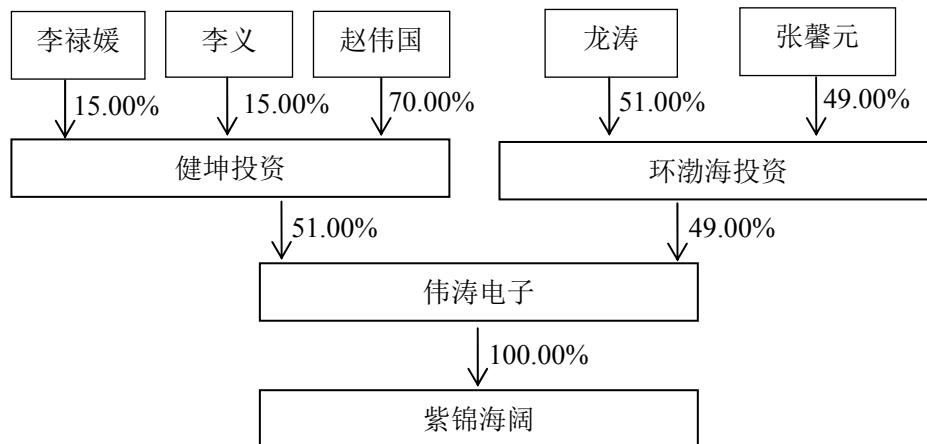 李禄媛 李义 赵伟国 龙涛 张馨元
15.00% 15.00% 70.00% 51.00% 49.00%
健坤投资 环渤海投资
51.00% 49.00%
伟涛电子
100.00%
紫锦海阔